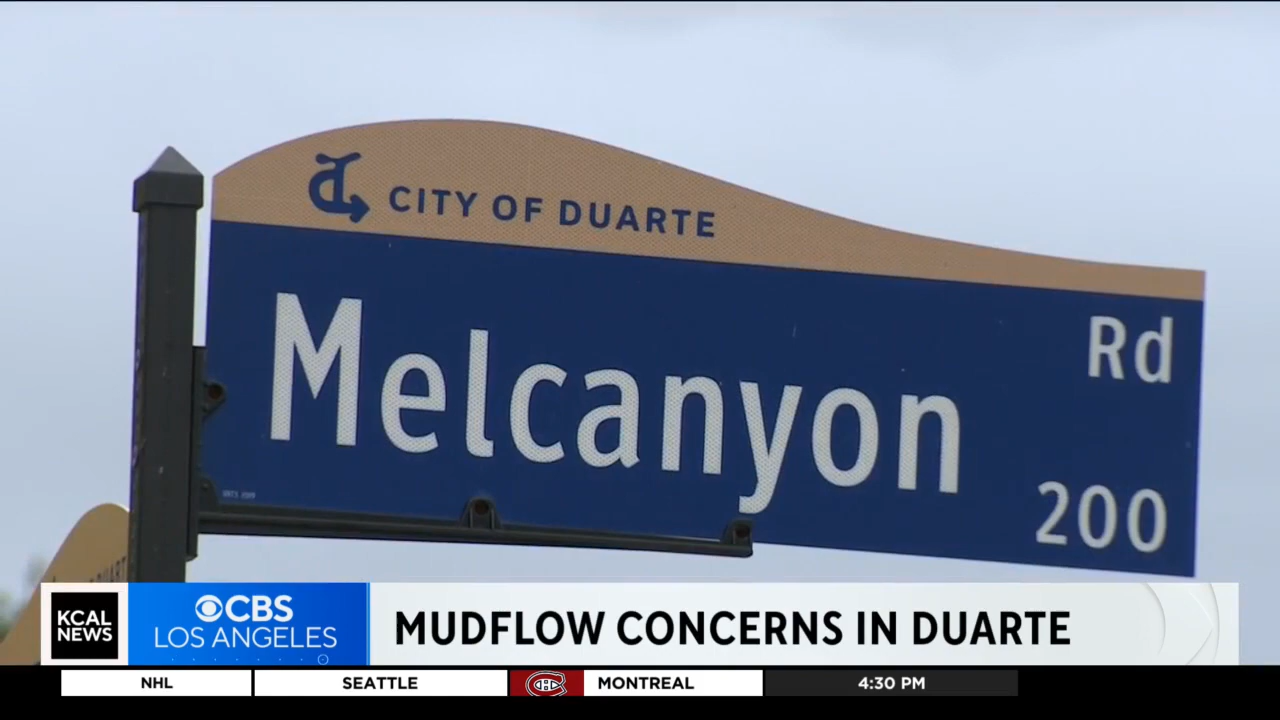 CITY OF DUARTE
Melcanyon Rd
200
KCAL NEWS
CBS LOS ANGELES
MUDFLOW CONCERNS IN DUARTE
NHL SEATTLE MONTREAL 4:30 PM